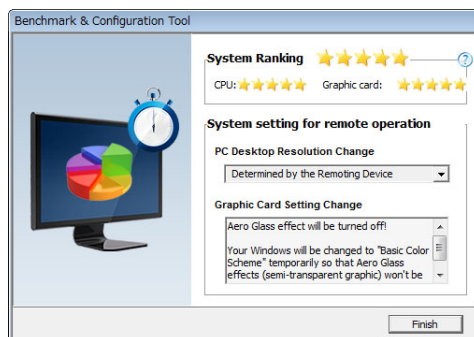 Benchmark & Configuration Tool
System Ranking
?
CPU:
Graphic card:
System setting for remote operation
PC Desktop Resolution Change
Determined by the Remoting Device
Graphic Card Setting Change
Aero Glass effect will be turned off!
Your Windows will be changed to "Basic Color
Scheme" temporarily so that Aero Glass
effects (semi-transparent graphic) won't be
Finish